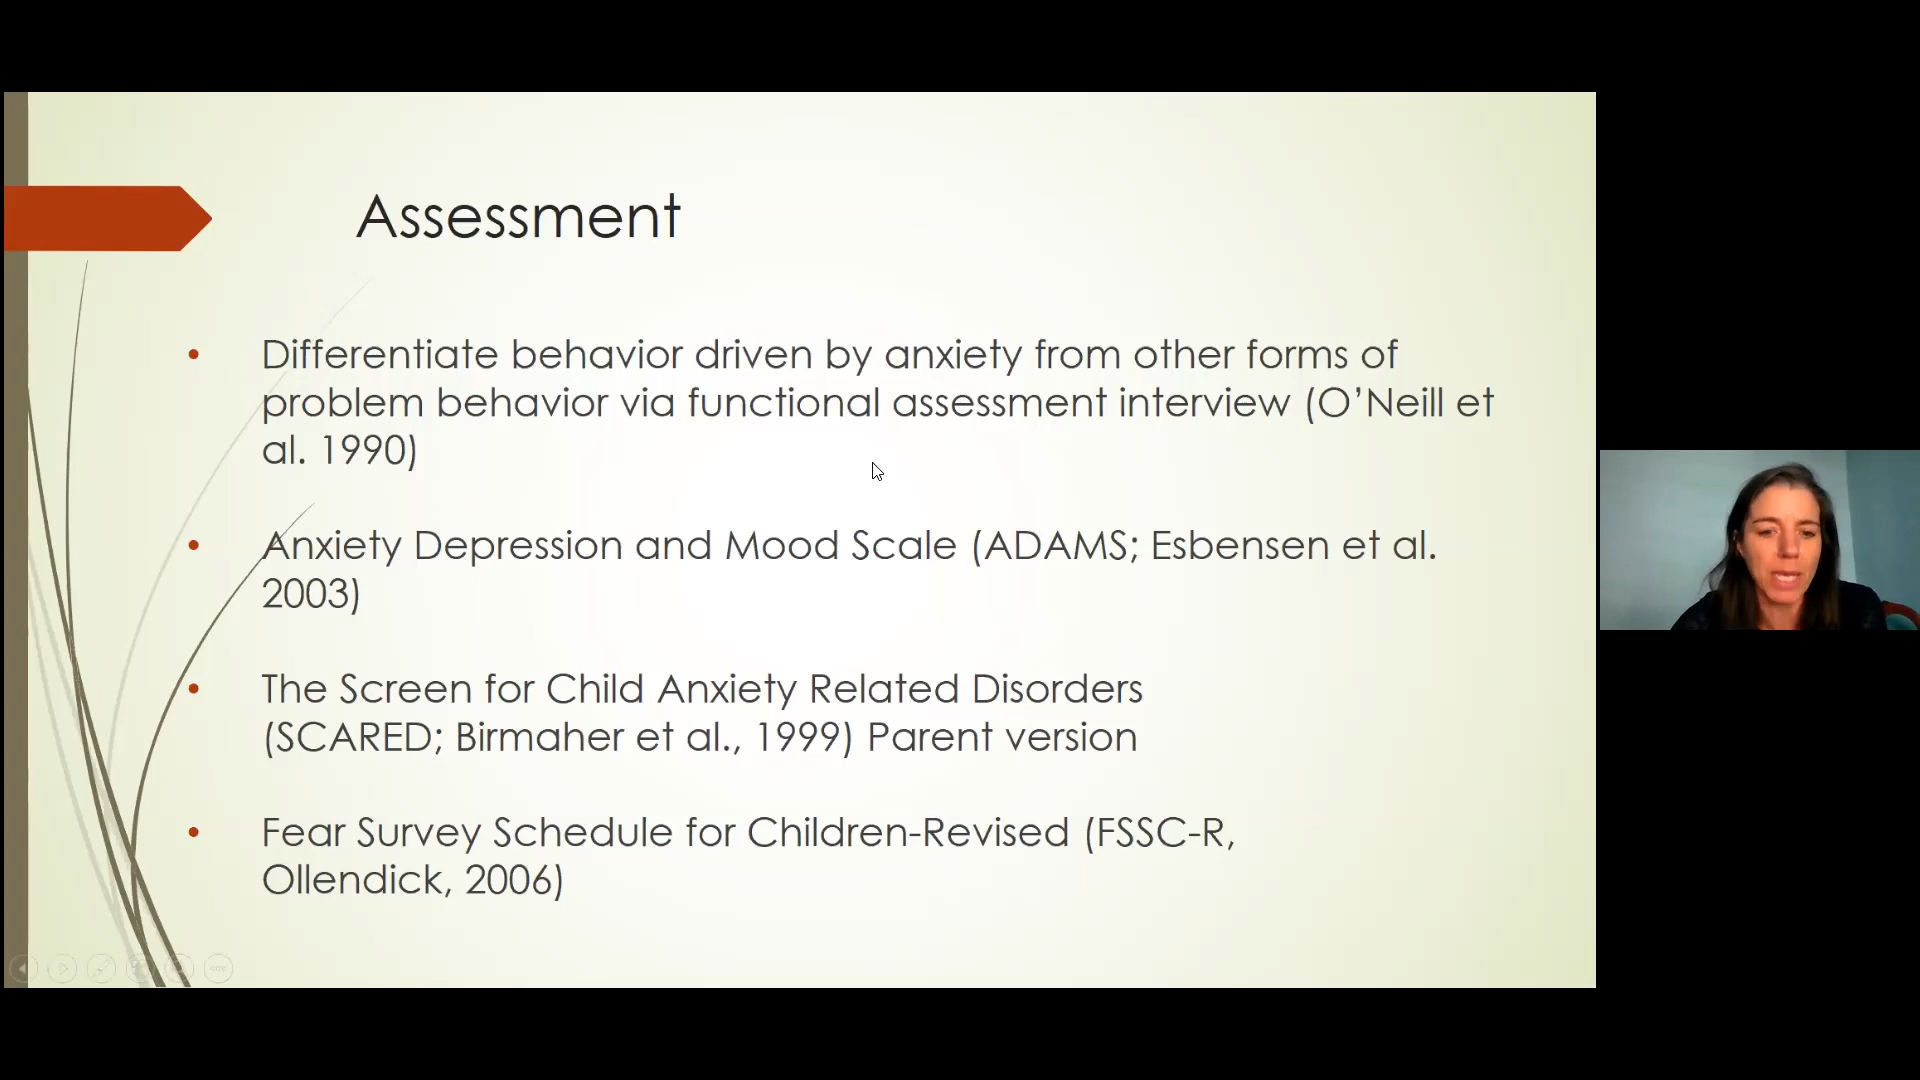 Assessment
• Differentiate behavior driven by anxiety from other forms of
problem behavior via functional assessment interview (O’Neill et
al. 1990)
• Anxiety Depression and Mood Scale (ADAMS; Esbensen et al.
2003)
• The Screen for Child Anxiety Related Disorders
(SCARED; Birmaher et al., 1999) Parent version
• Fear Survey Schedule for Children-Revised (FSSC-R,
Ollendick, 2006)